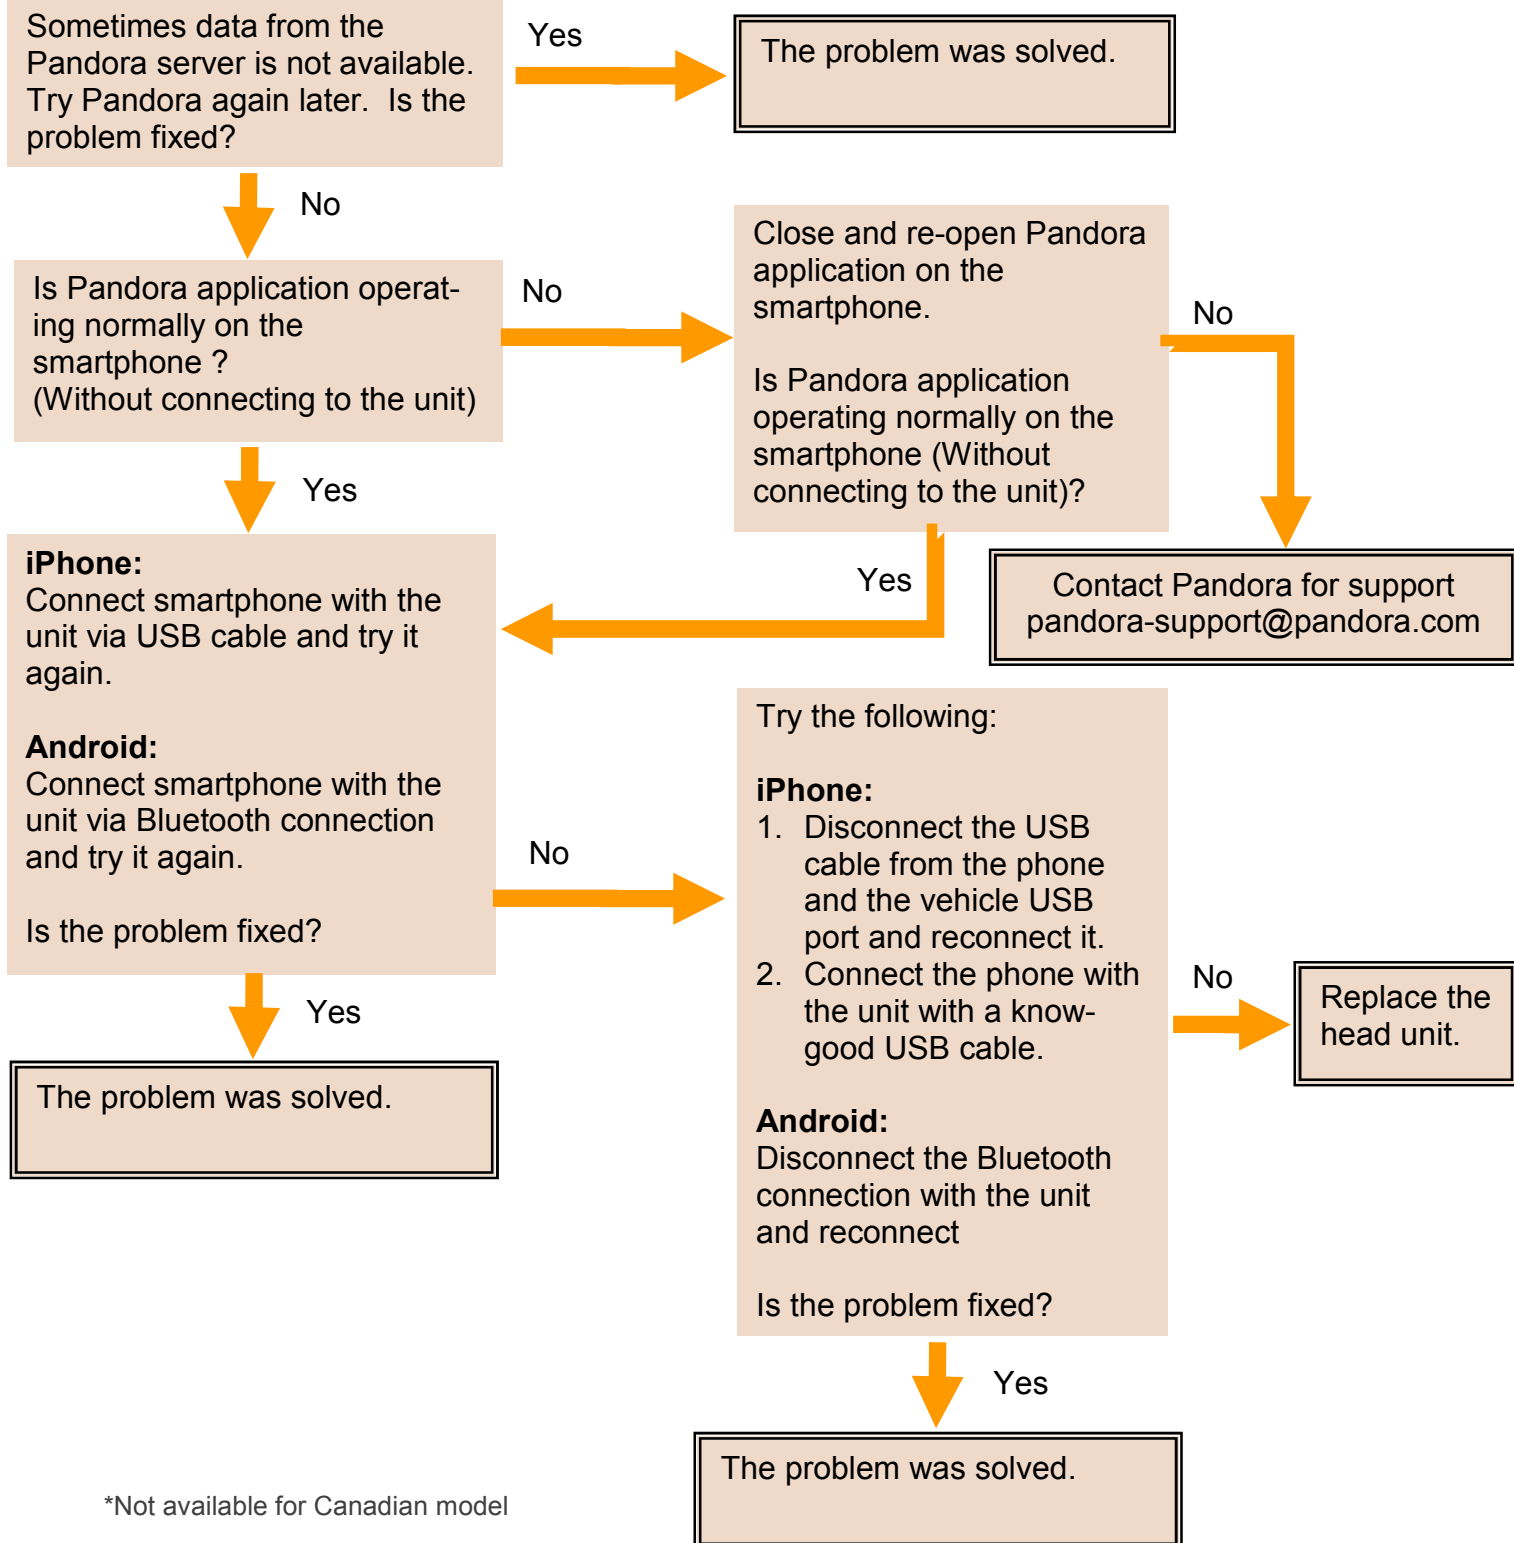 Sometimes data from the
Pandora server is not available.
Try Pandora again later.  Is the
problem fixed?
Yes
The problem was solved.
No
Is Pandora application operat-
ing normally on the
smartphone ?
(Without connecting to the unit)
No
Close and re-open Pandora
application on the
smartphone.
Is Pandora application
operating normally on the
smartphone (Without
connecting to the unit)?
No
Contact Pandora for support
pandora-support@pandora.com
Yes
Yes
iPhone:
Connect smartphone with the
unit via USB cable and try it
again.
Android:
Connect smartphone with the
unit via Bluetooth connection
and try it again.
Is the problem fixed?
No
Yes
The problem was solved.
Try the following:
iPhone:
1. Disconnect the USB
cable from the phone
and the vehicle USB
port and reconnect it.
2. Connect the phone with
the unit with a know-
good USB cable.
Android:
Disconnect the Bluetooth
connection with the unit
and reconnect
Is the problem fixed?
No
Replace the
head unit.
Yes
The problem was solved.
*Not available for Canadian model